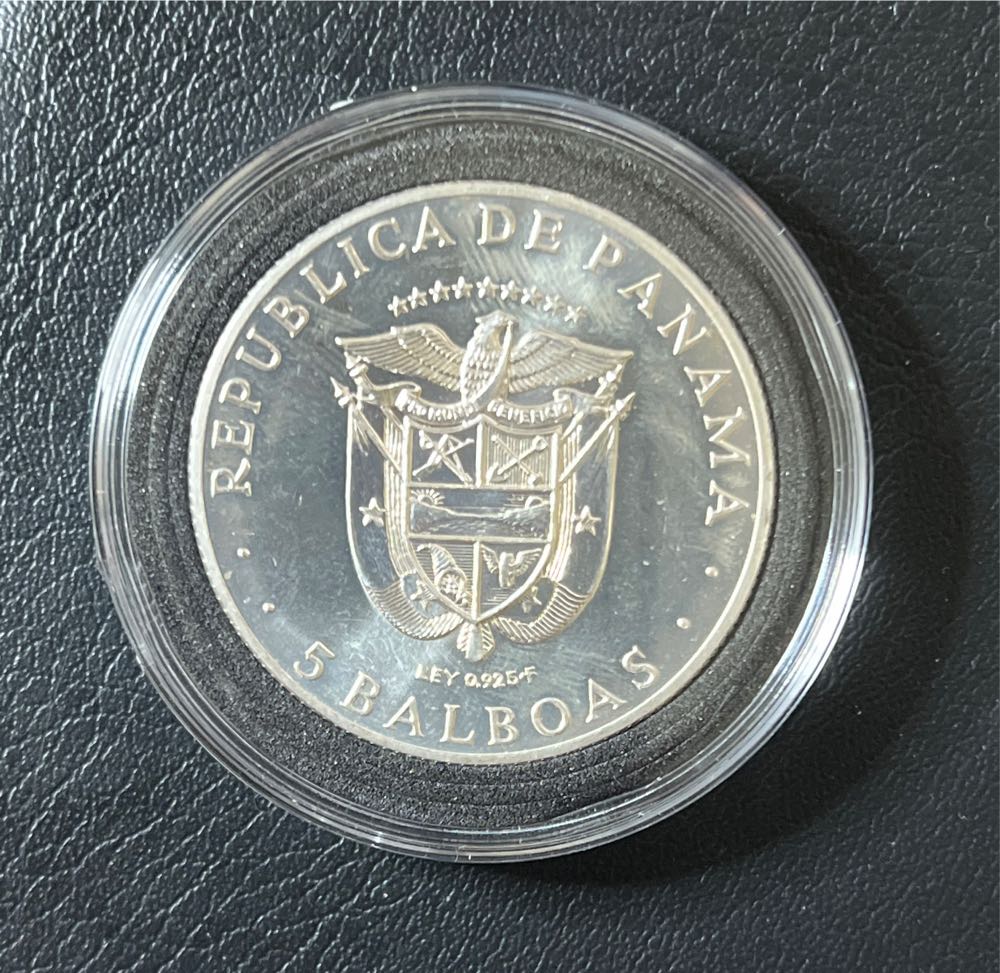 REPUBLICA DE PANAMA
PRO MUNDI BENEFICIO
LEY 0.925·F
· · 5 BALBOAS · ·